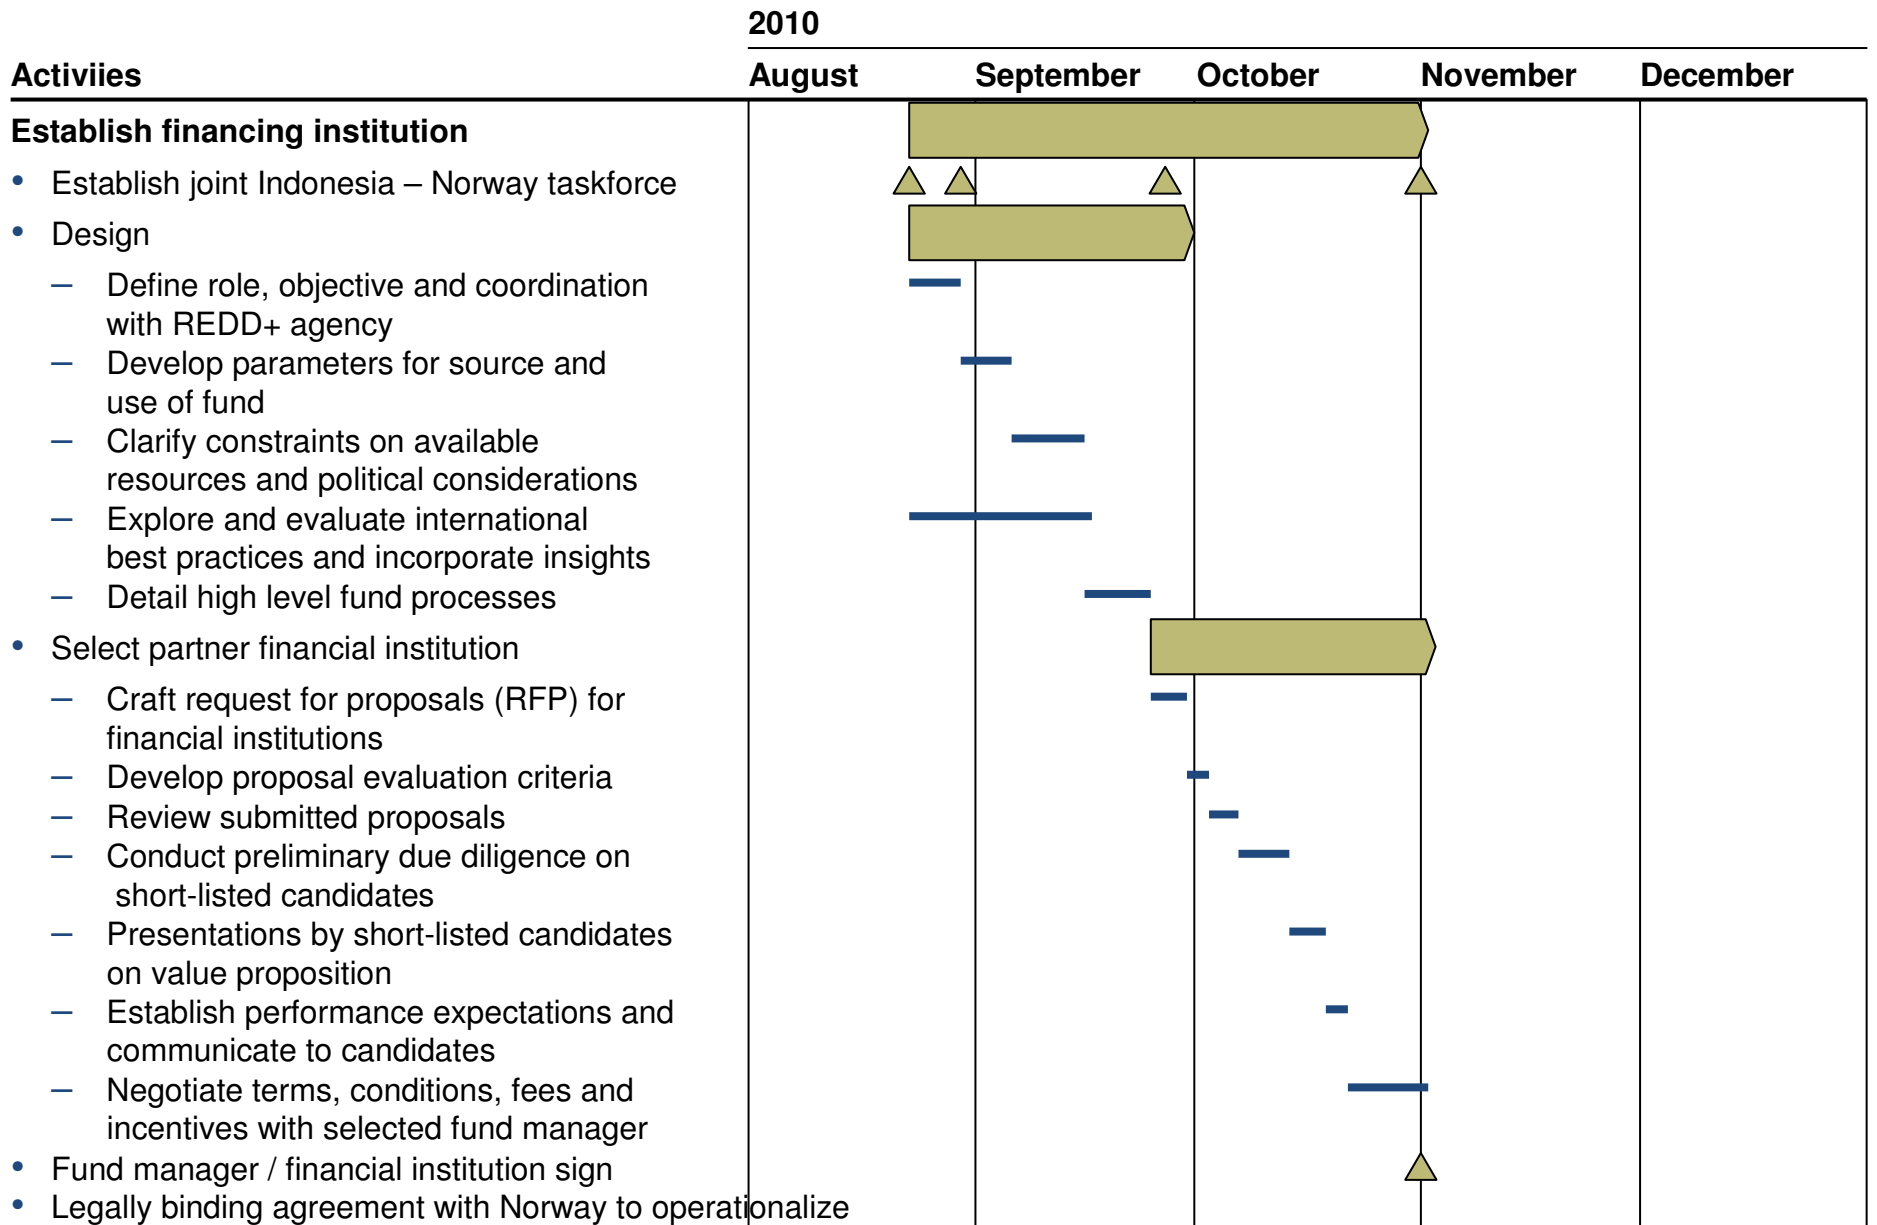 2010
Activiies August September October November December
Establish financing institution
• Establish joint Indonesia – Norway taskforce
• Design
– Define role, objective and coordination
with REDD+ agency
– Develop parameters for source and
use of fund
– Clarify constraints on available
resources and political considerations
– Explore and evaluate international
best practices and incorporate insights
– Detail high level fund processes
• Select partner financial institution
– Craft request for proposals (RFP) for
financial institutions
– Develop proposal evaluation criteria
– Review submitted proposals
– Conduct preliminary due diligence on
short-listed candidates
– Presentations by short-listed candidates
on value proposition
– Establish performance expectations and
communicate to candidates
– Negotiate terms, conditions, fees and
incentives with selected fund manager
• Fund manager / financial institution sign
• Legally binding agreement with Norway to operationalize